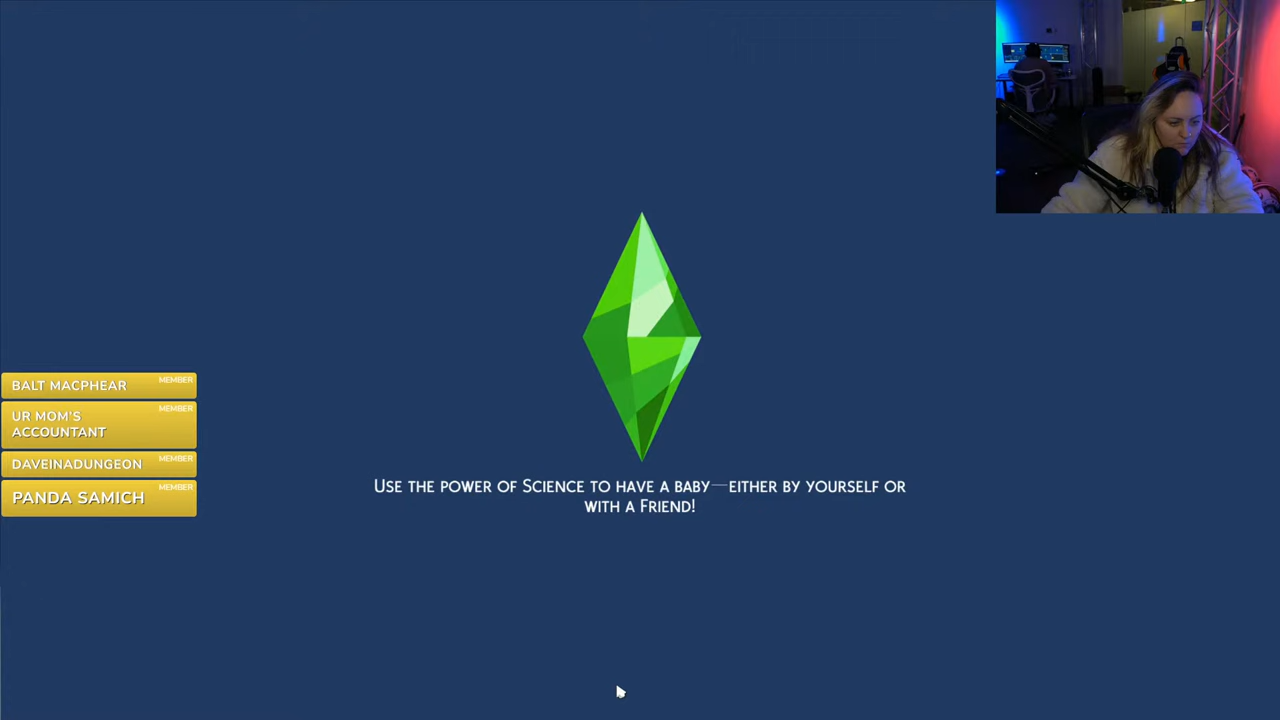 BALT MACPHEAR
MEMBER
UR MOM'S
ACCOUNTANT
MEMBER
DAVEINADUNGEON
MEMBER
PANDA SAMICH
MEMBER
USE THE POWER OF SCIENCE TO HAVE A BABY—EITHER BY YOURSELF OR
WITH A FRIEND!